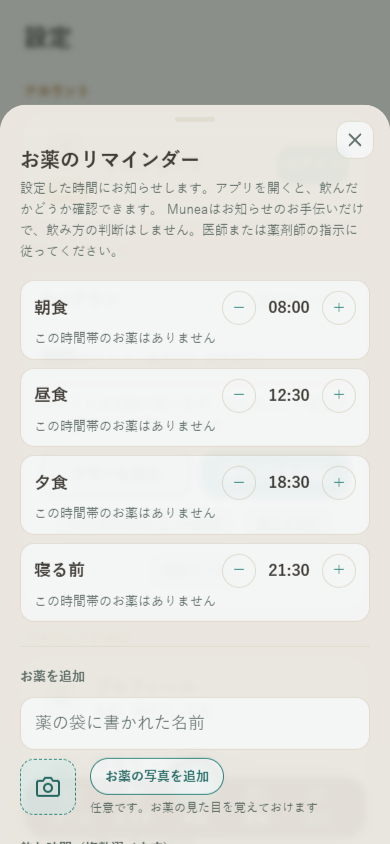 設定
アカウント
お薬のリマインダー
設定した時間にお知らせします。アプリを開くと、飲んだ
かどうか確認できます。 Muneaはお知らせのお手伝いだけ
で、飲み方の判断はしません。医師または薬剤師の指示に
従ってください。
朝食
− 08:00 +
この時間帯のお薬はありません
昼食
− 12:30 +
この時間帯のお薬はありません
夕食
− 18:30 +
この時間帯のお薬はありません
寝る前
− 21:30 +
この時間帯のお薬はありません
お薬を追加
薬の袋に書かれた名前
お薬の写真を追加
任意です。お薬の見た目を覚えておけます